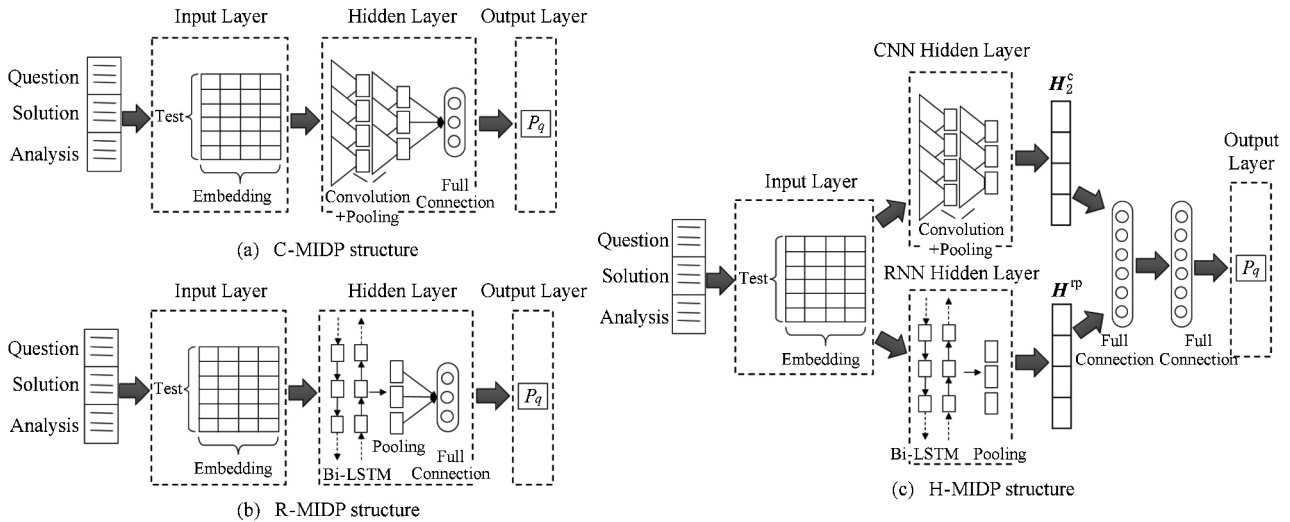 Input Layer
Hidden Layer
Output Layer
Question
Solution
Analysis
Test
Embedding
Convolution
+Pooling
Full
Connection
P_q
(a) C-MIDP structure
Input Layer
Hidden Layer
Output Layer
Question
Solution
Analysis
Test
Embedding
Bi-LSTM
Pooling
Full
Connection
P_q
(b) R-MIDP structure
Question
Solution
Analysis
Input Layer
Test
Embedding
CNN Hidden Layer
Convolution
+Pooling
H_2^c
RNN Hidden Layer
Bi-LSTM
Pooling
H^rp
Full
Connection
Full
Connection
Output
Layer
P_q
(c) H-MIDP structure